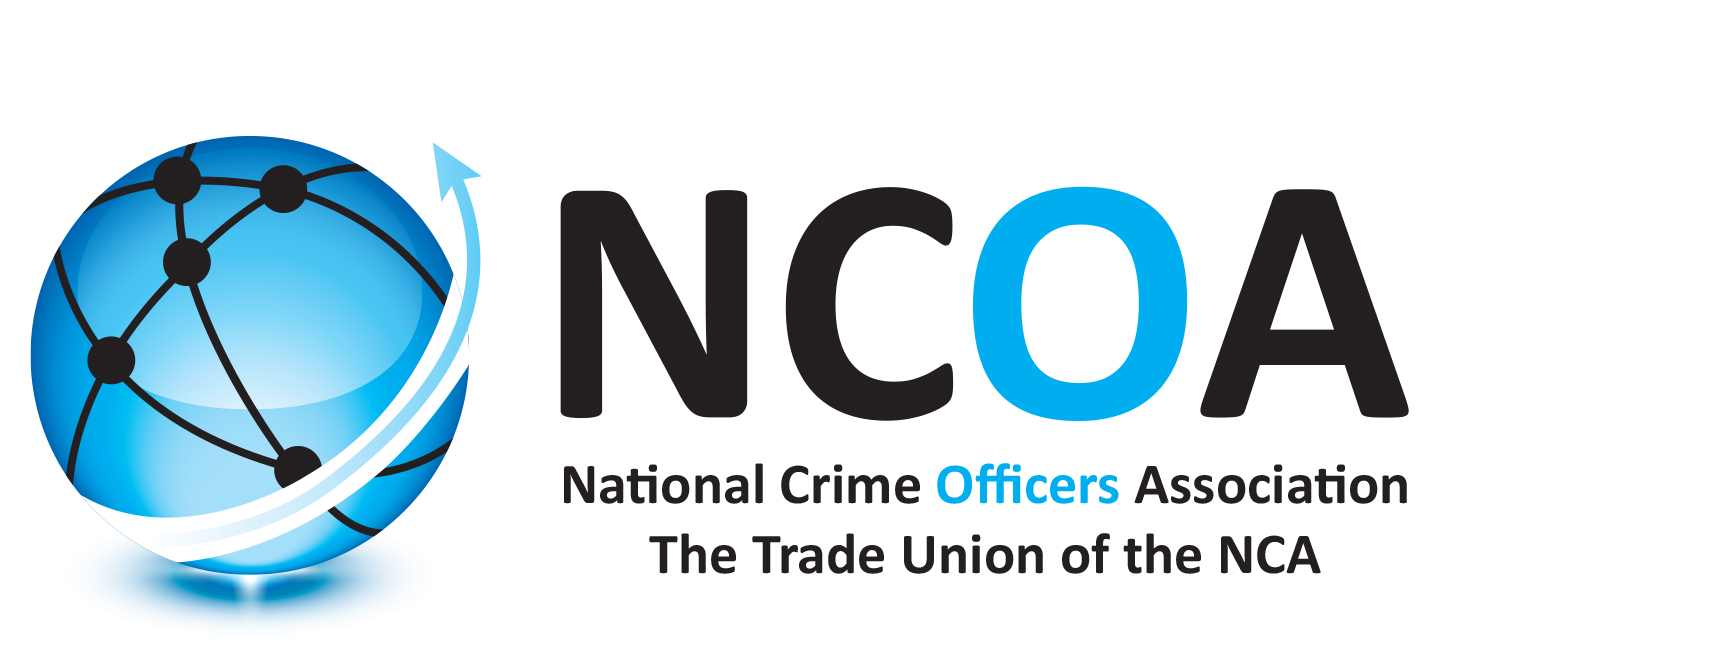 NCOA
National Crime Officers Association
The Trade Union of the NCA